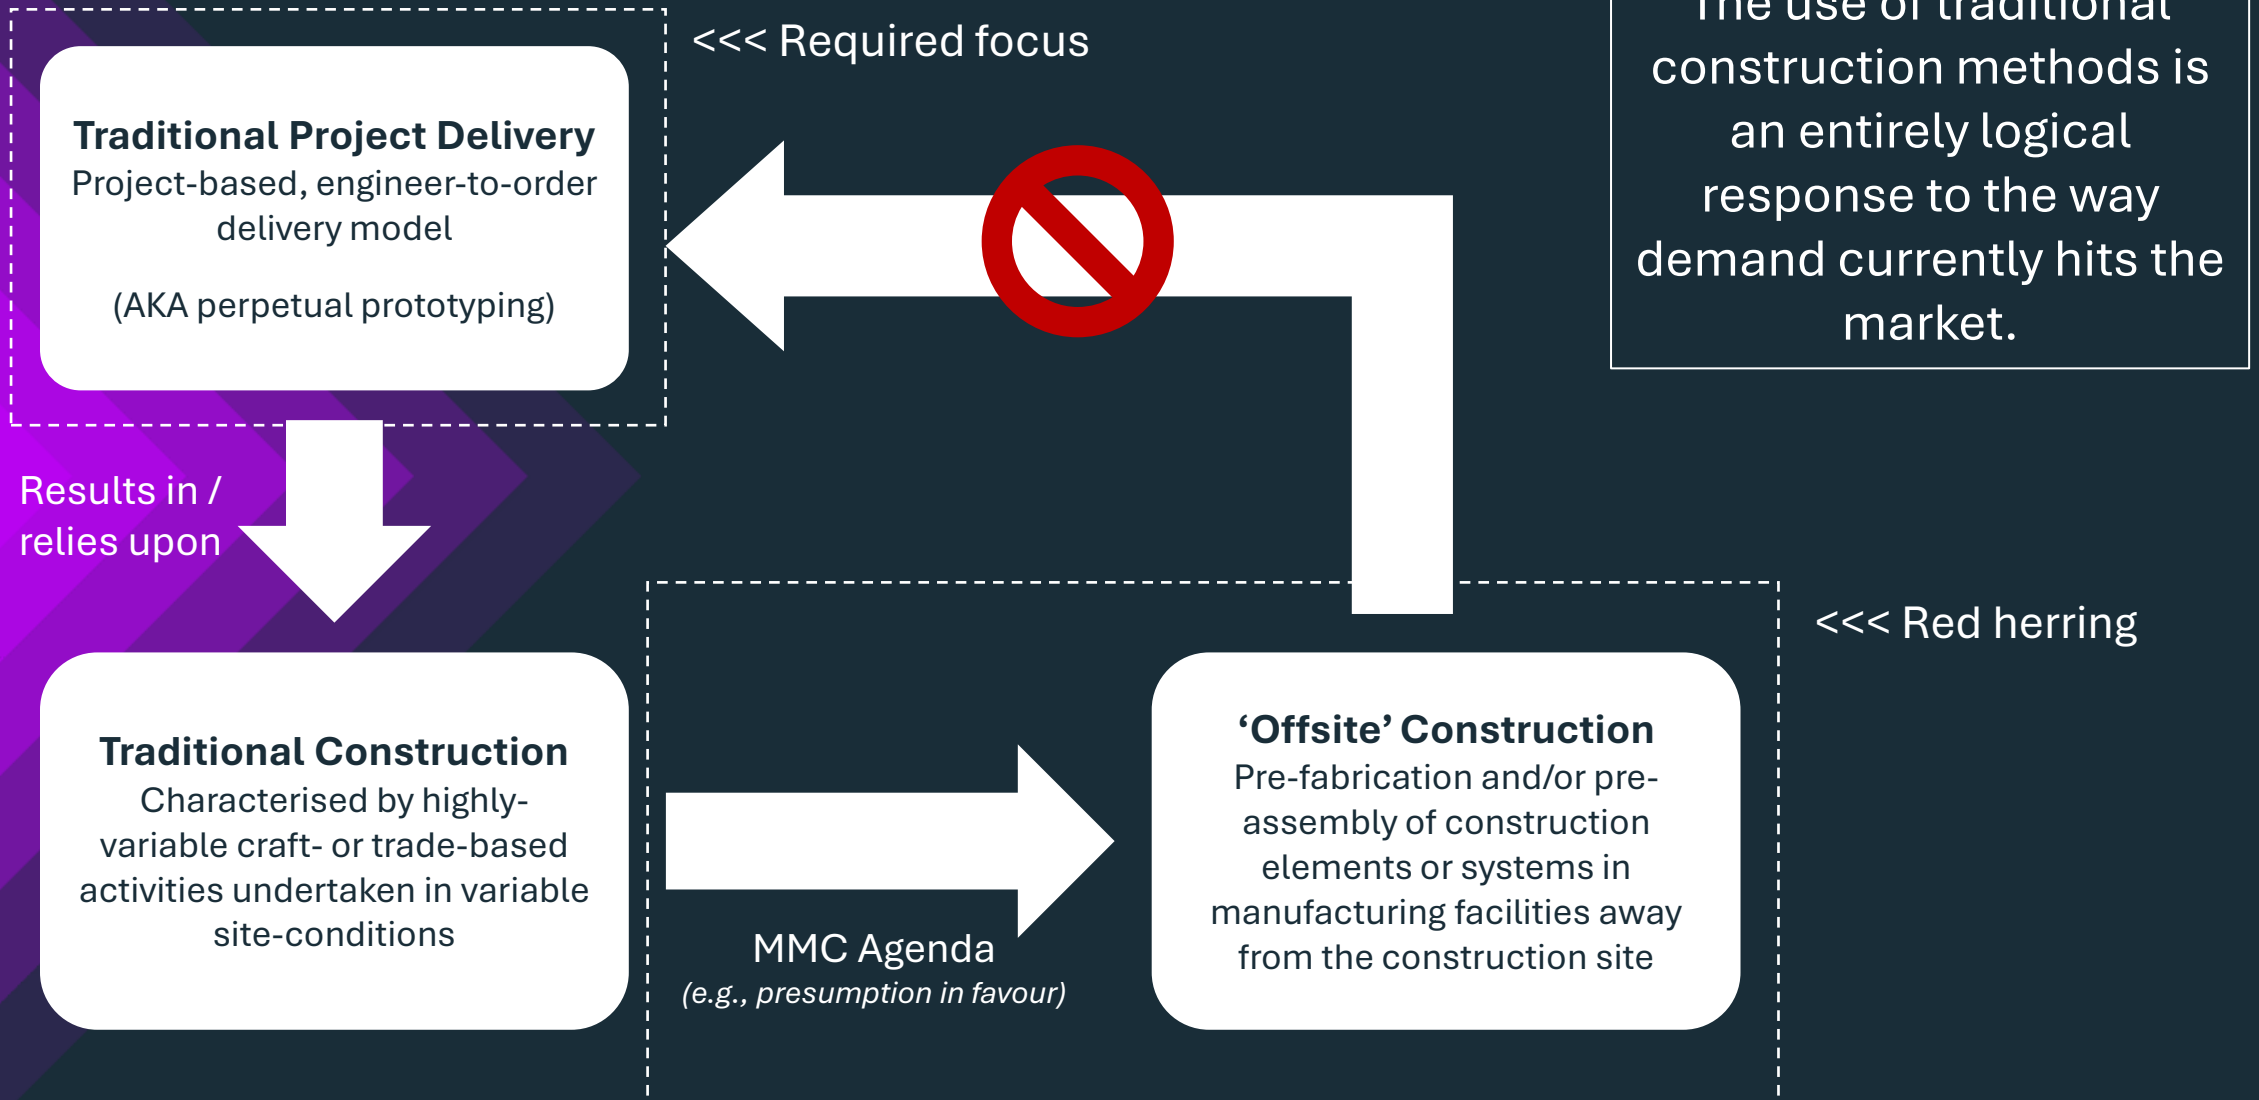 <<< Required focus
The use of traditional
construction methods is
an entirely logical
response to the way
demand currently hits the
market.
Traditional Project Delivery
Project-based, engineer-to-order
delivery model
(AKA perpetual prototyping)
Results in /
relies upon
<<< Red herring
Traditional Construction
Characterised by highly-
variable craft- or trade-based
activities undertaken in variable
site-conditions
MMC Agenda
(e.g., presumption in favour)
‘Offsite’ Construction
Pre-fabrication and/or pre-
assembly of construction
elements or systems in
manufacturing facilities away
from the construction site